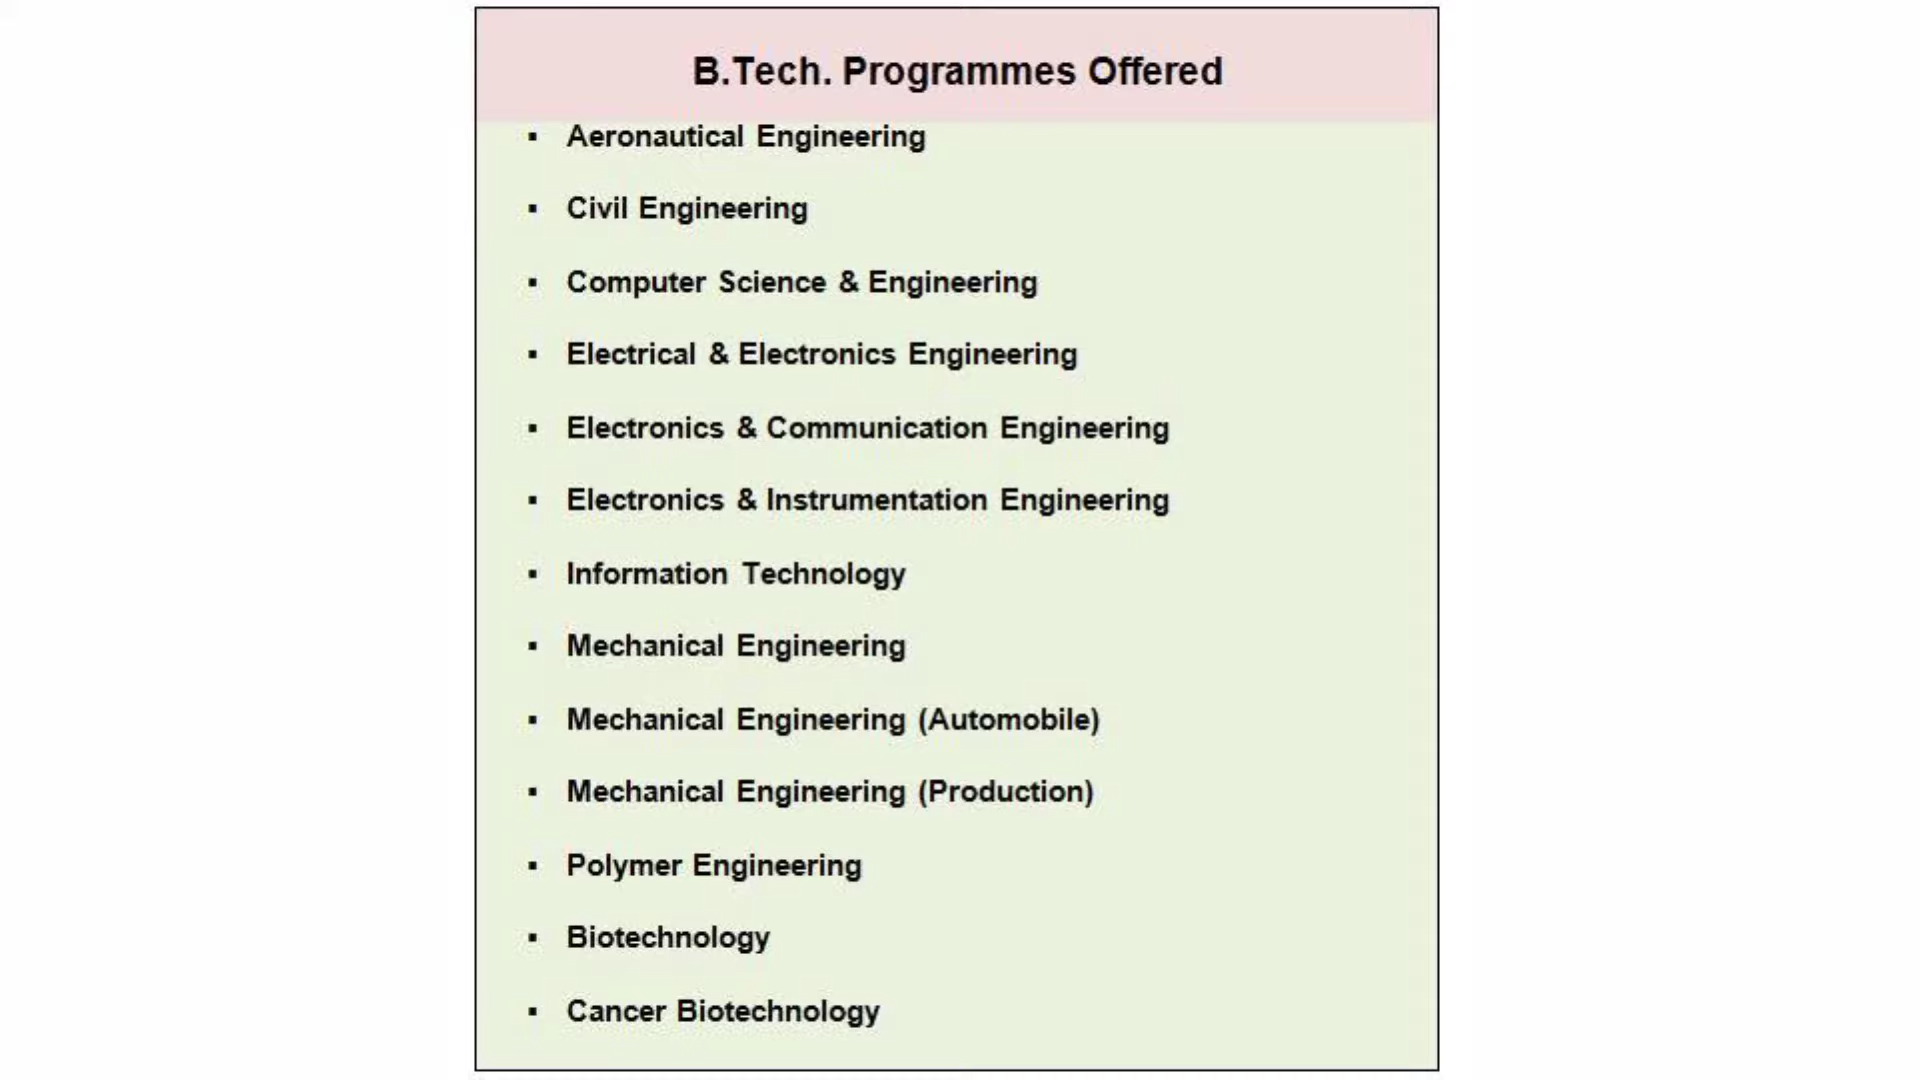 B.Tech. Programmes Offered
▪ Aeronautical Engineering
▪ Civil Engineering
▪ Computer Science & Engineering
▪ Electrical & Electronics Engineering
▪ Electronics & Communication Engineering
▪ Electronics & Instrumentation Engineering
▪ Information Technology
▪ Mechanical Engineering
▪ Mechanical Engineering (Automobile)
▪ Mechanical Engineering (Production)
▪ Polymer Engineering
▪ Biotechnology
▪ Cancer Biotechnology